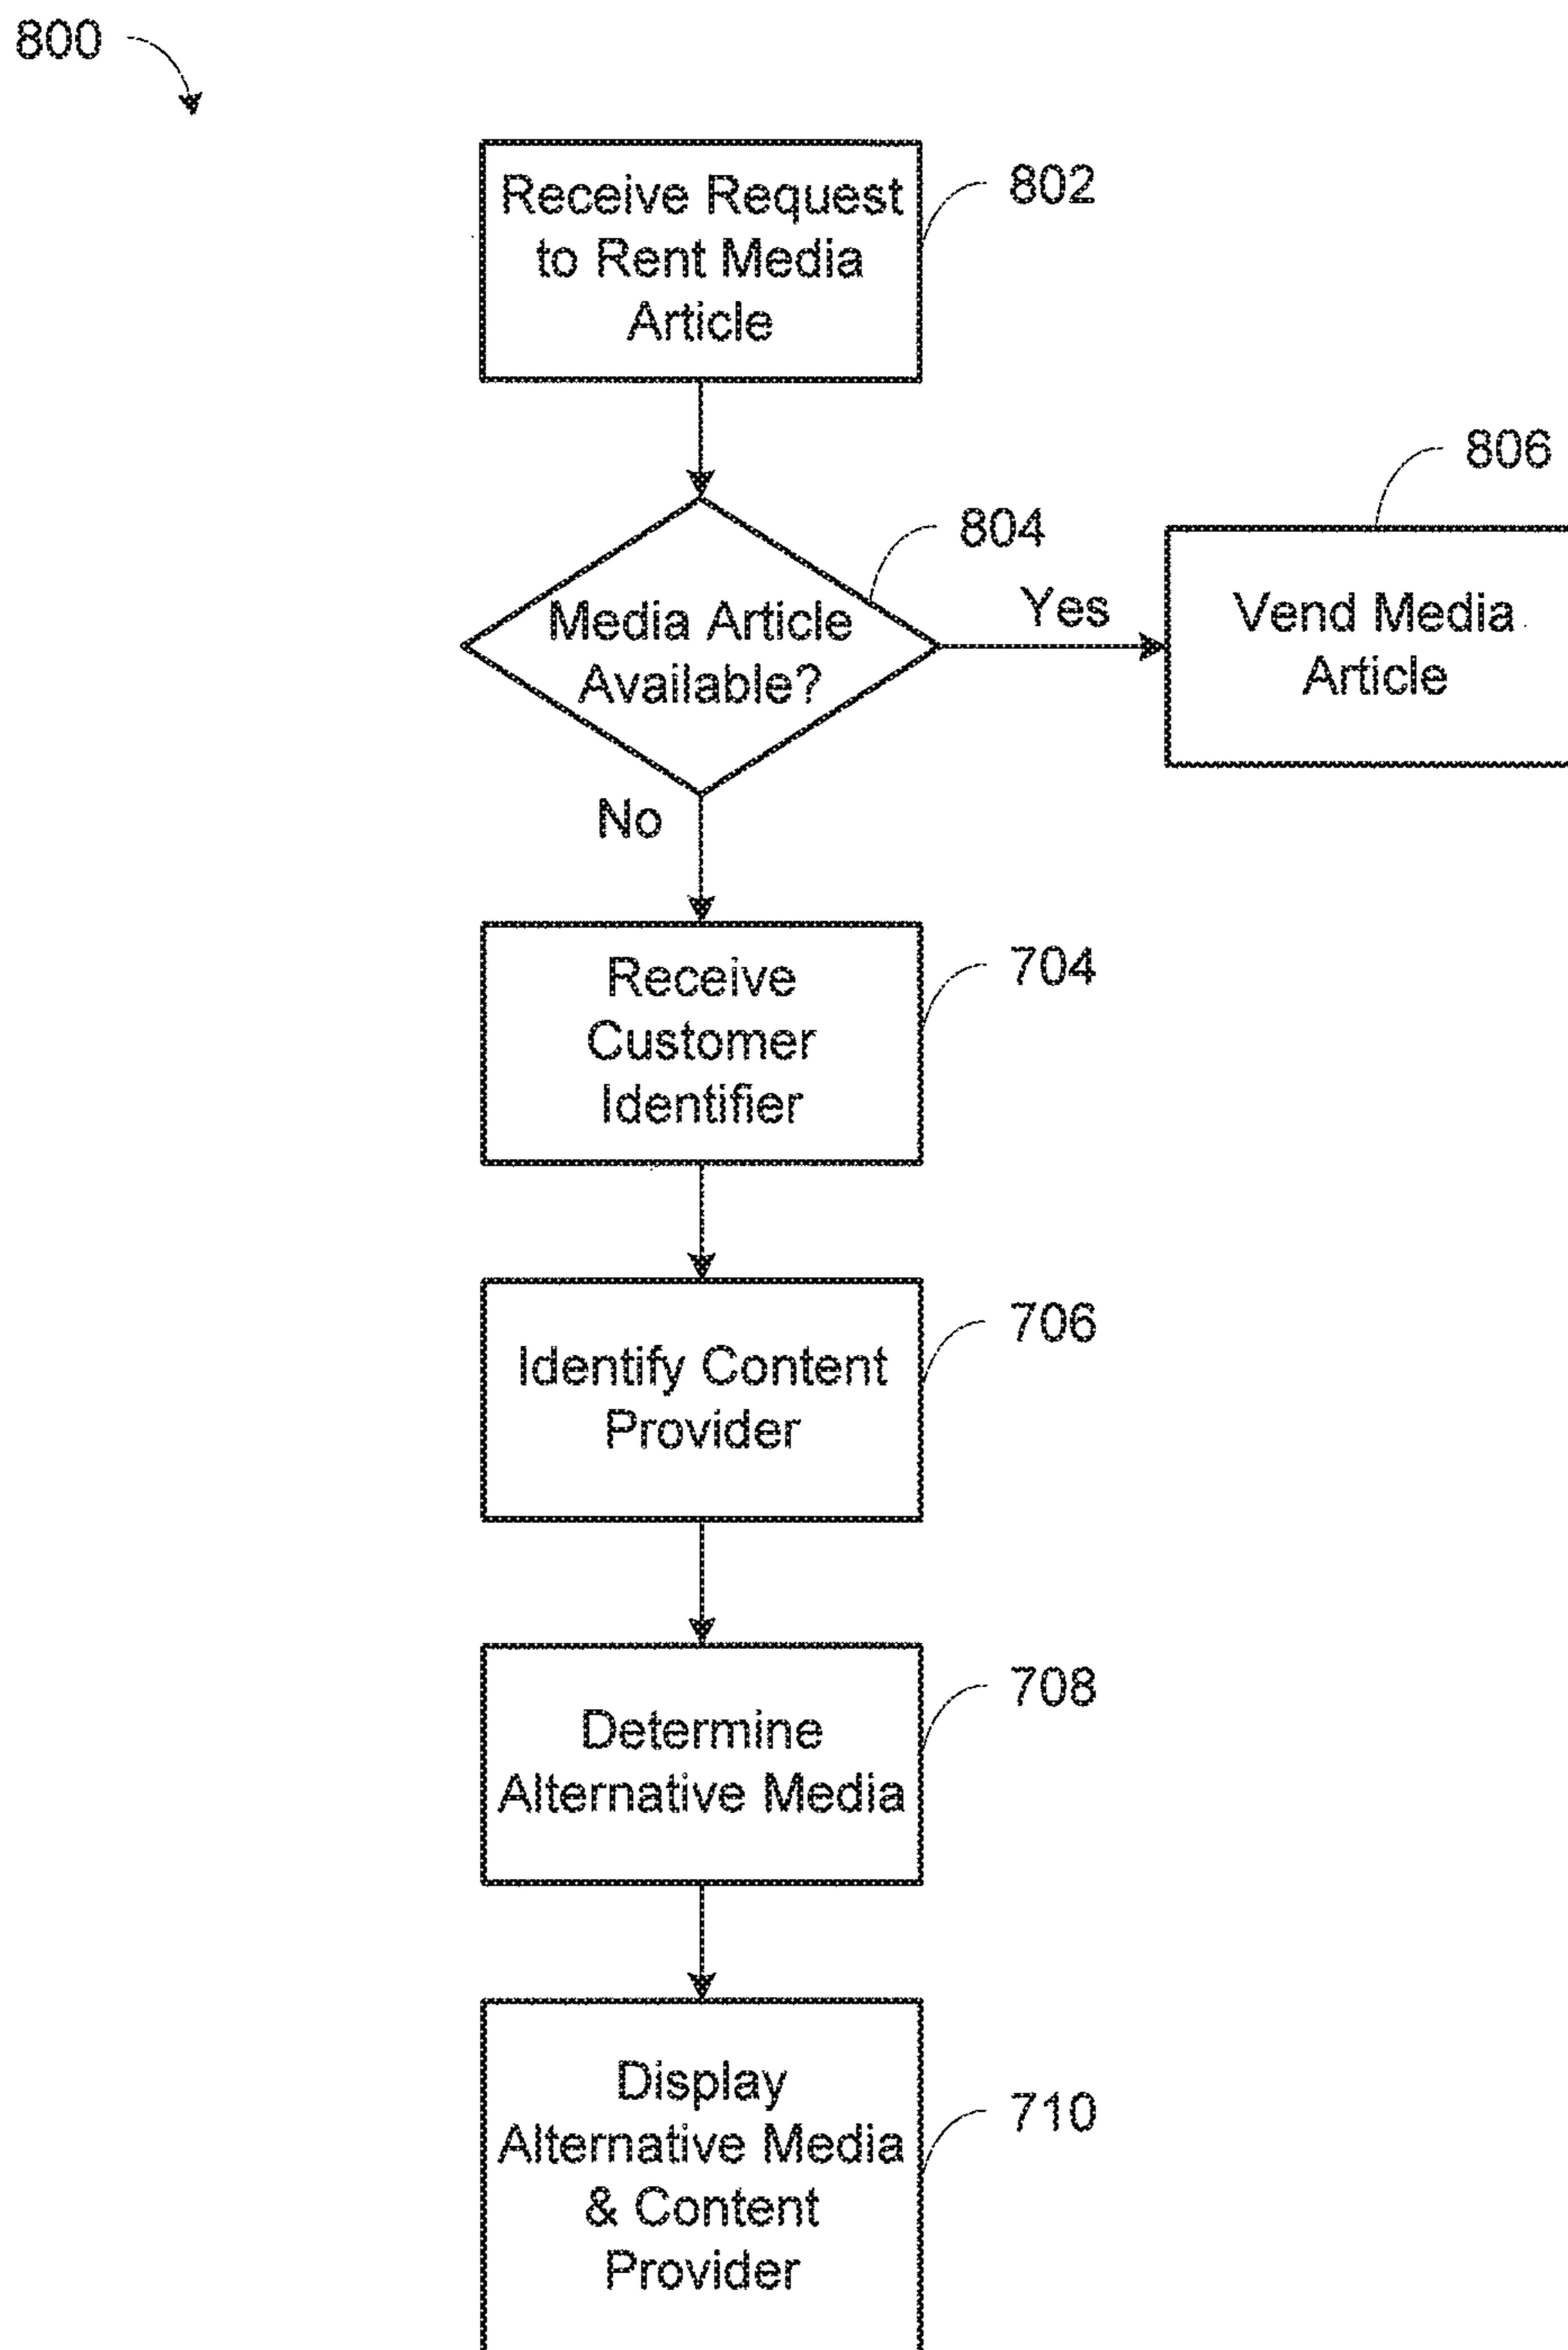 800
Receive Request
to Rent Media
Article
802
Media Article
Available?
804
Yes
Vend Media
Article
806
No
Receive
Customer
Identifier
704
Identify Content
Provider
706
Determine
Alternative Media
708
Display
Alternative Media
& Content
Provider
710